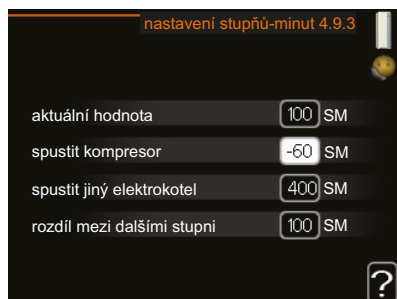 nastavení stupňů-minut 4.9.3
aktuální hodnota 100 SM
spustit kompresor -60 SM
spustit jiný elektrokotel 400 SM
rozdíl mezi dalšími stupni 100 SM
?